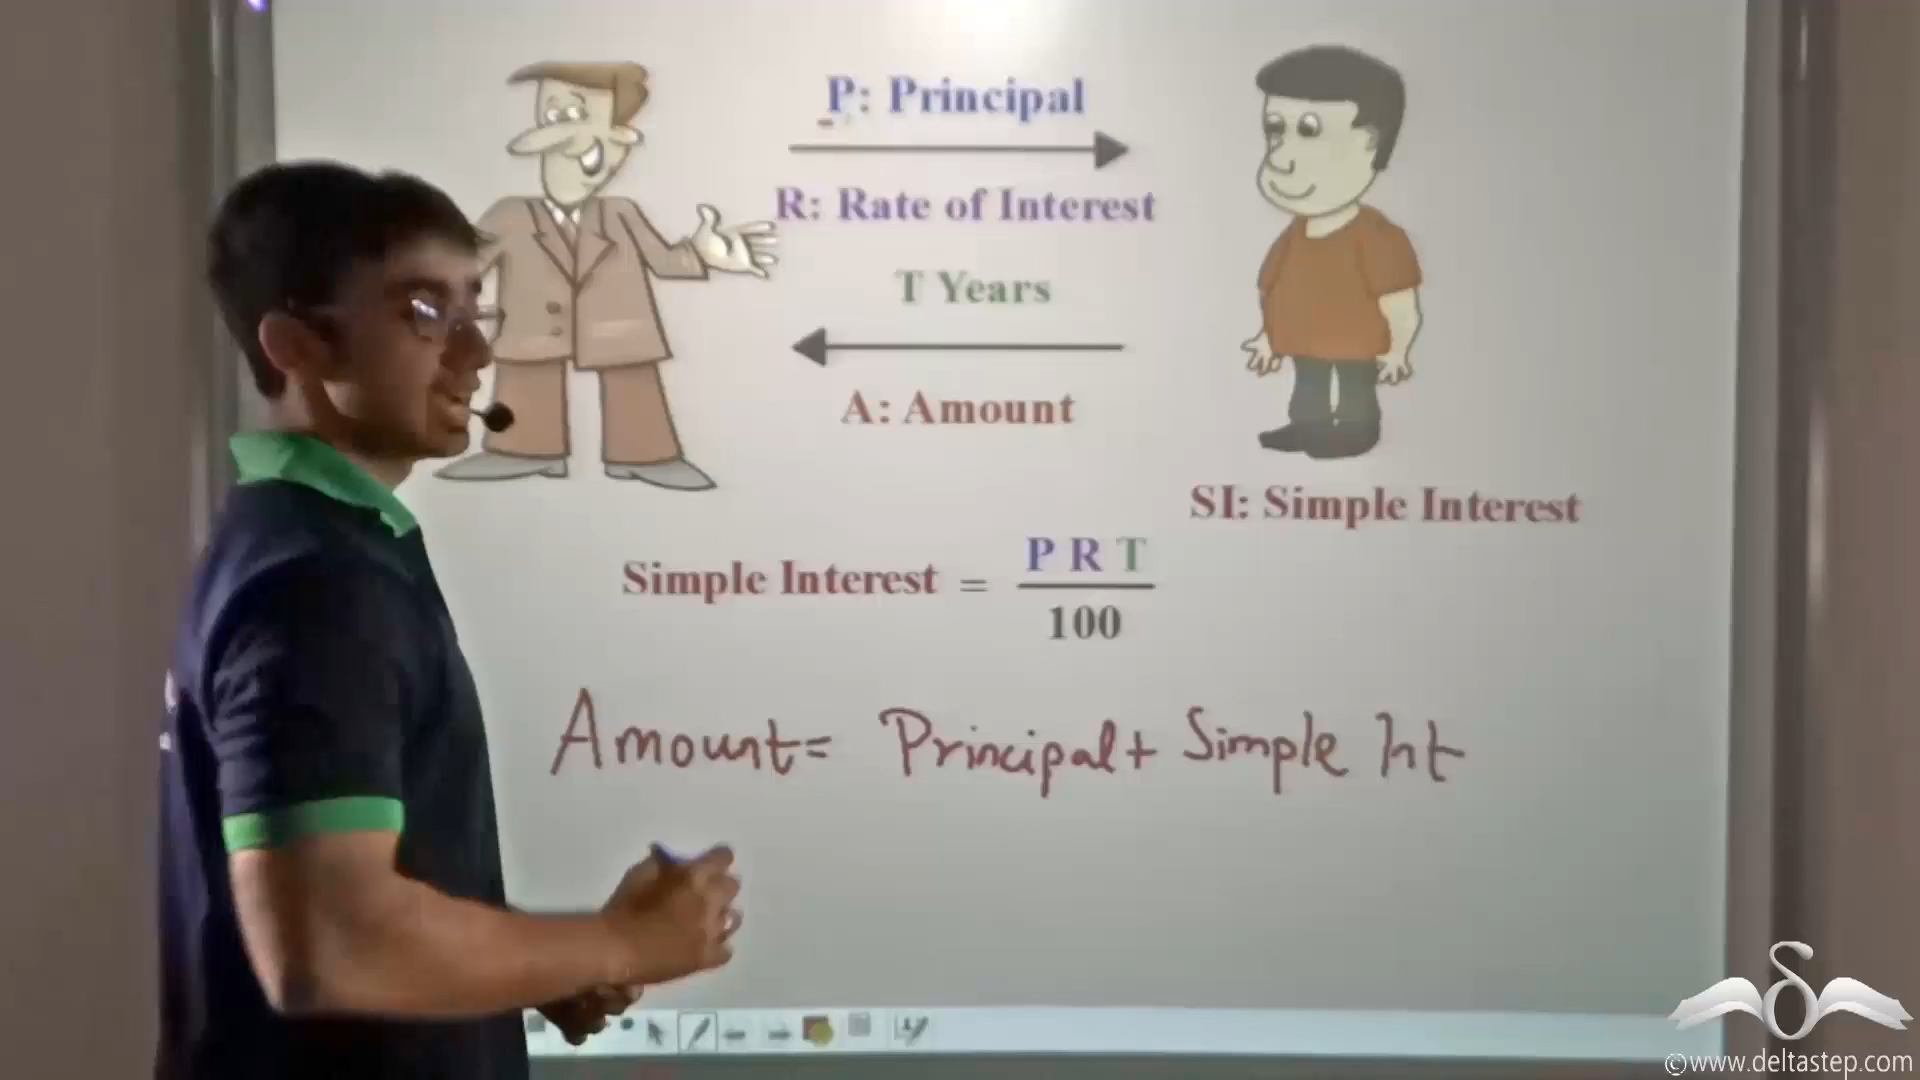 P: Principal
R: Rate of Interest
T Years
A: Amount
SI: Simple Interest
Simple Interest = P R T
100
Amount = Principal + Simple Int
©www.deltastep.com